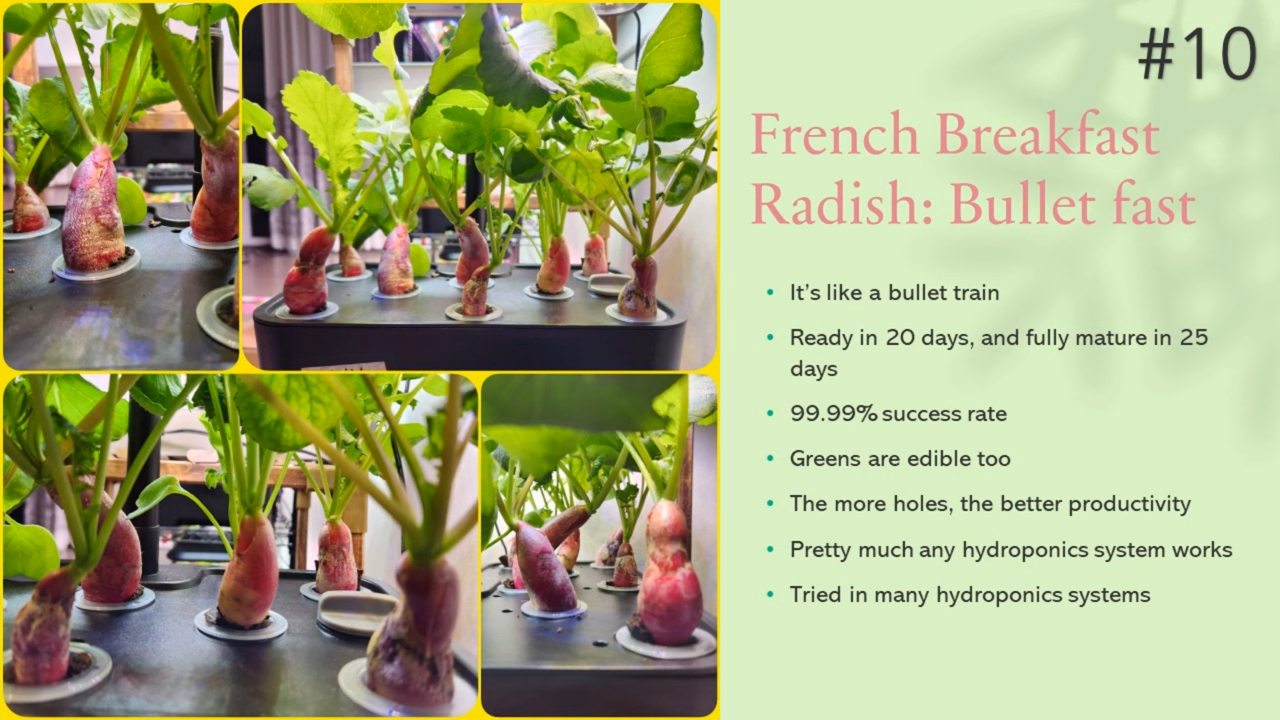 #10
French Breakfast
Radish: Bullet fast
• It's like a bullet train
• Ready in 20 days, and fully mature in 25
days
• 99.99% success rate
• Greens are edible too
• The more holes, the better productivity
• Pretty much any hydroponics system works
• Tried in many hydroponics systems